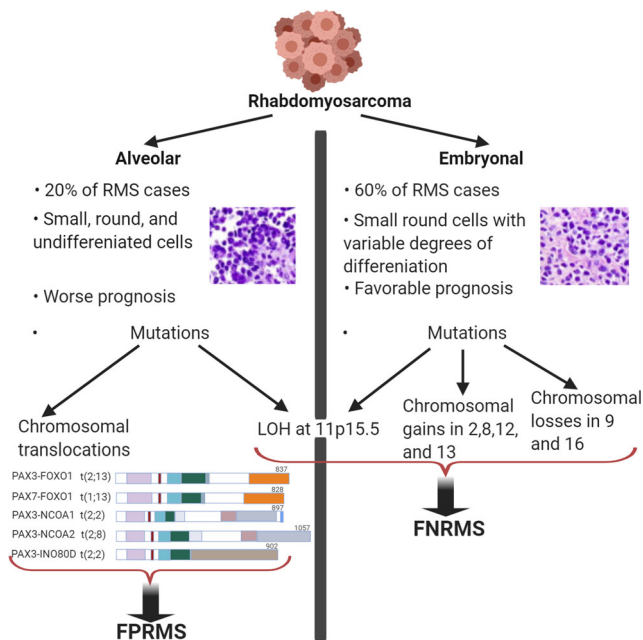 Rhabdomyosarcoma
Alveolar
• 20% of RMS cases
• Small, round, and
undiffereniated cells
• Worse prognosis
• Mutations
Embryonal
• 60% of RMS cases
• Small round cells with
variable degrees of
differeniation
• Favorable prognosis
• Mutations
Chromosomal
translocations
LOH at 11p15.5
Chromosomal
gains in 2,8,12,
and 13
Chromosomal
losses in 9
and 16
PAX3-FOXO1 t(2;13) 837
PAX7-FOXO1 t(1;13) 828
PAX3-NCOA1 t(2;2) 897
PAX3-NCOA2 t(2;8) 1057
PAX3-INO80D t(2;2) 902
FPRMS
FNRMS